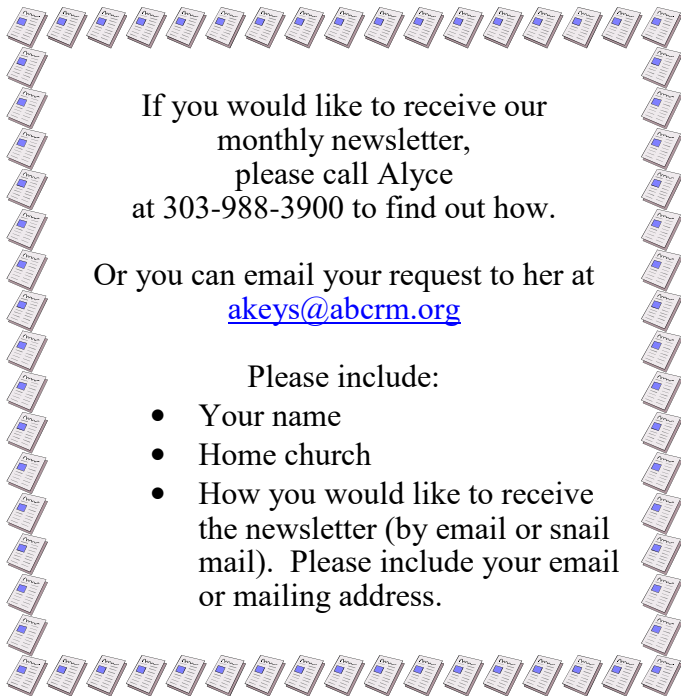 If you would like to receive our
monthly newsletter,
please call Alyce
at 303-988-3900 to find out how.
Or you can email your request to her at
akeys@abcrm.org
Please include:
• Your name
• Home church
• How you would like to receive
the newsletter (by email or snail
mail).  Please include your email
or mailing address.